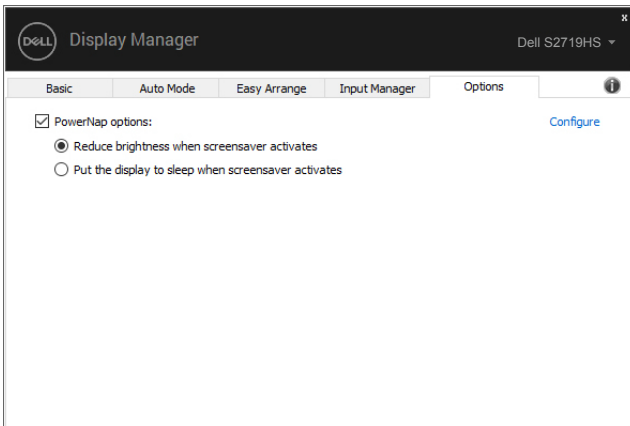 x
DELL Display Manager Dell S2719HS
Basic Auto Mode Easy Arrange Input Manager Options i
PowerNap options: Configure
Reduce brightness when screensaver activates
Put the display to sleep when screensaver activates